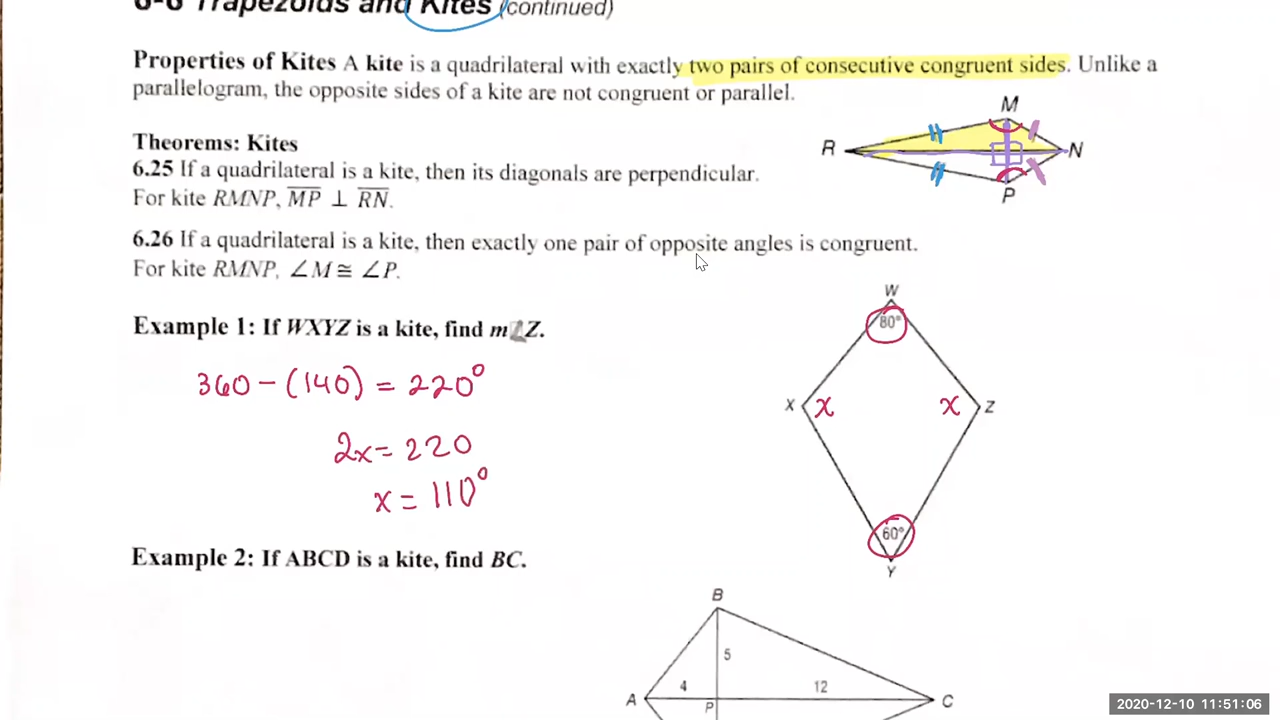 6-6 Trapezoids and Kites (continued)
Properties of Kites A kite is a quadrilateral with exactly two pairs of consecutive congruent sides. Unlike a
parallelogram, the opposite sides of a kite are not congruent or parallel.
M
R
N
P
Theorems: Kites
6.25 If a quadrilateral is a kite, then its diagonals are perpendicular.
For kite RMNP, MP ⊥ RN.
6.26 If a quadrilateral is a kite, then exactly one pair of opposite angles is congruent.
For kite RMNP, ∠M ≅ ∠P.
W
80°
Example 1: If WXYZ is a kite, find m∠Z.
360 - (140) = 220°
X x
x Z
2x = 220
x = 110°
60°
Y
Example 2: If ABCD is a kite, find BC.
B
5
4
12
A
P
C
2020-12-10 11:51:06